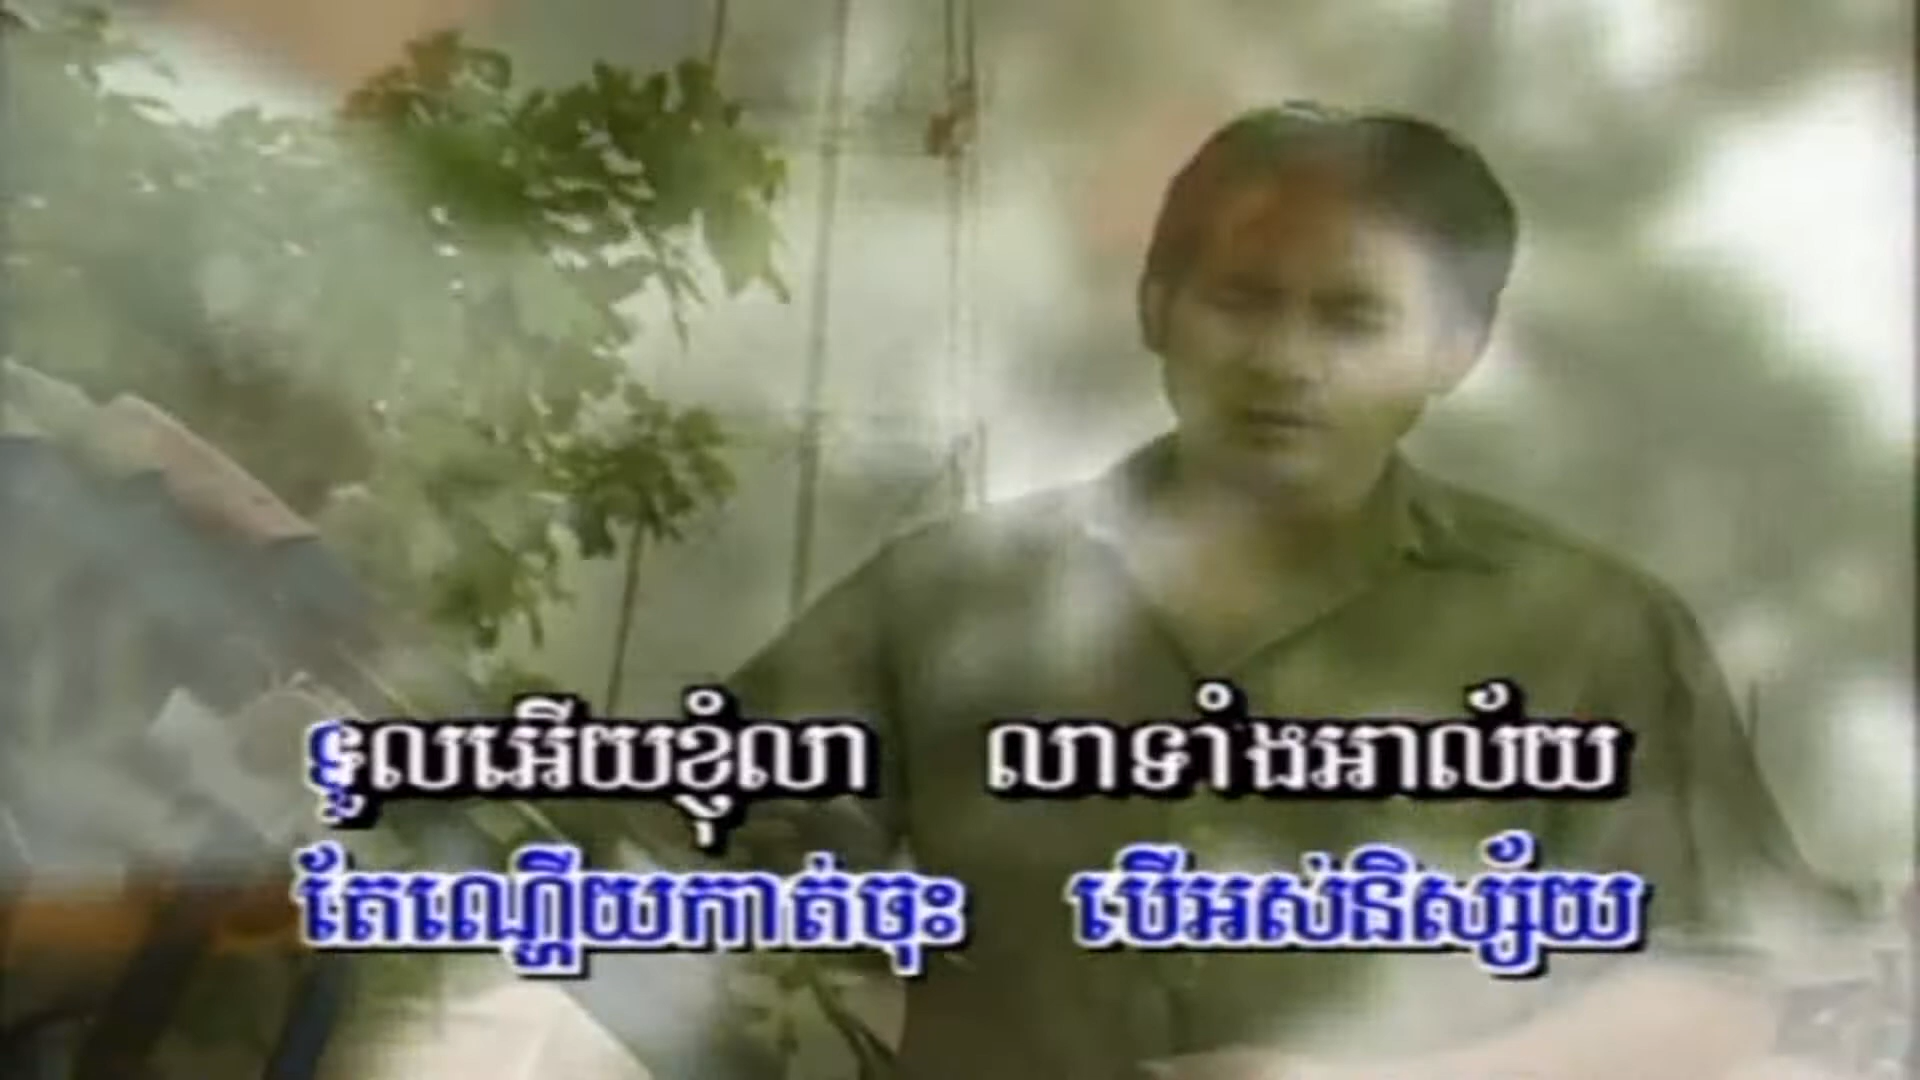 ទួលអើយខ្ញុំលា លាទាំងអាល័យ
តែណ្ហើយកាត់ចុះ បើអស់និស្ស័យ